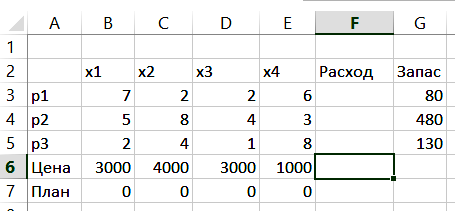 A B C D E F G
1
2 x1 x2 x3 x4 Расход Запас
3 p1 7 2 2 6 80
4 p2 5 8 4 3 480
5 p3 2 4 1 8 130
6 Цена 3000 4000 3000 1000
7 План 0 0 0 0